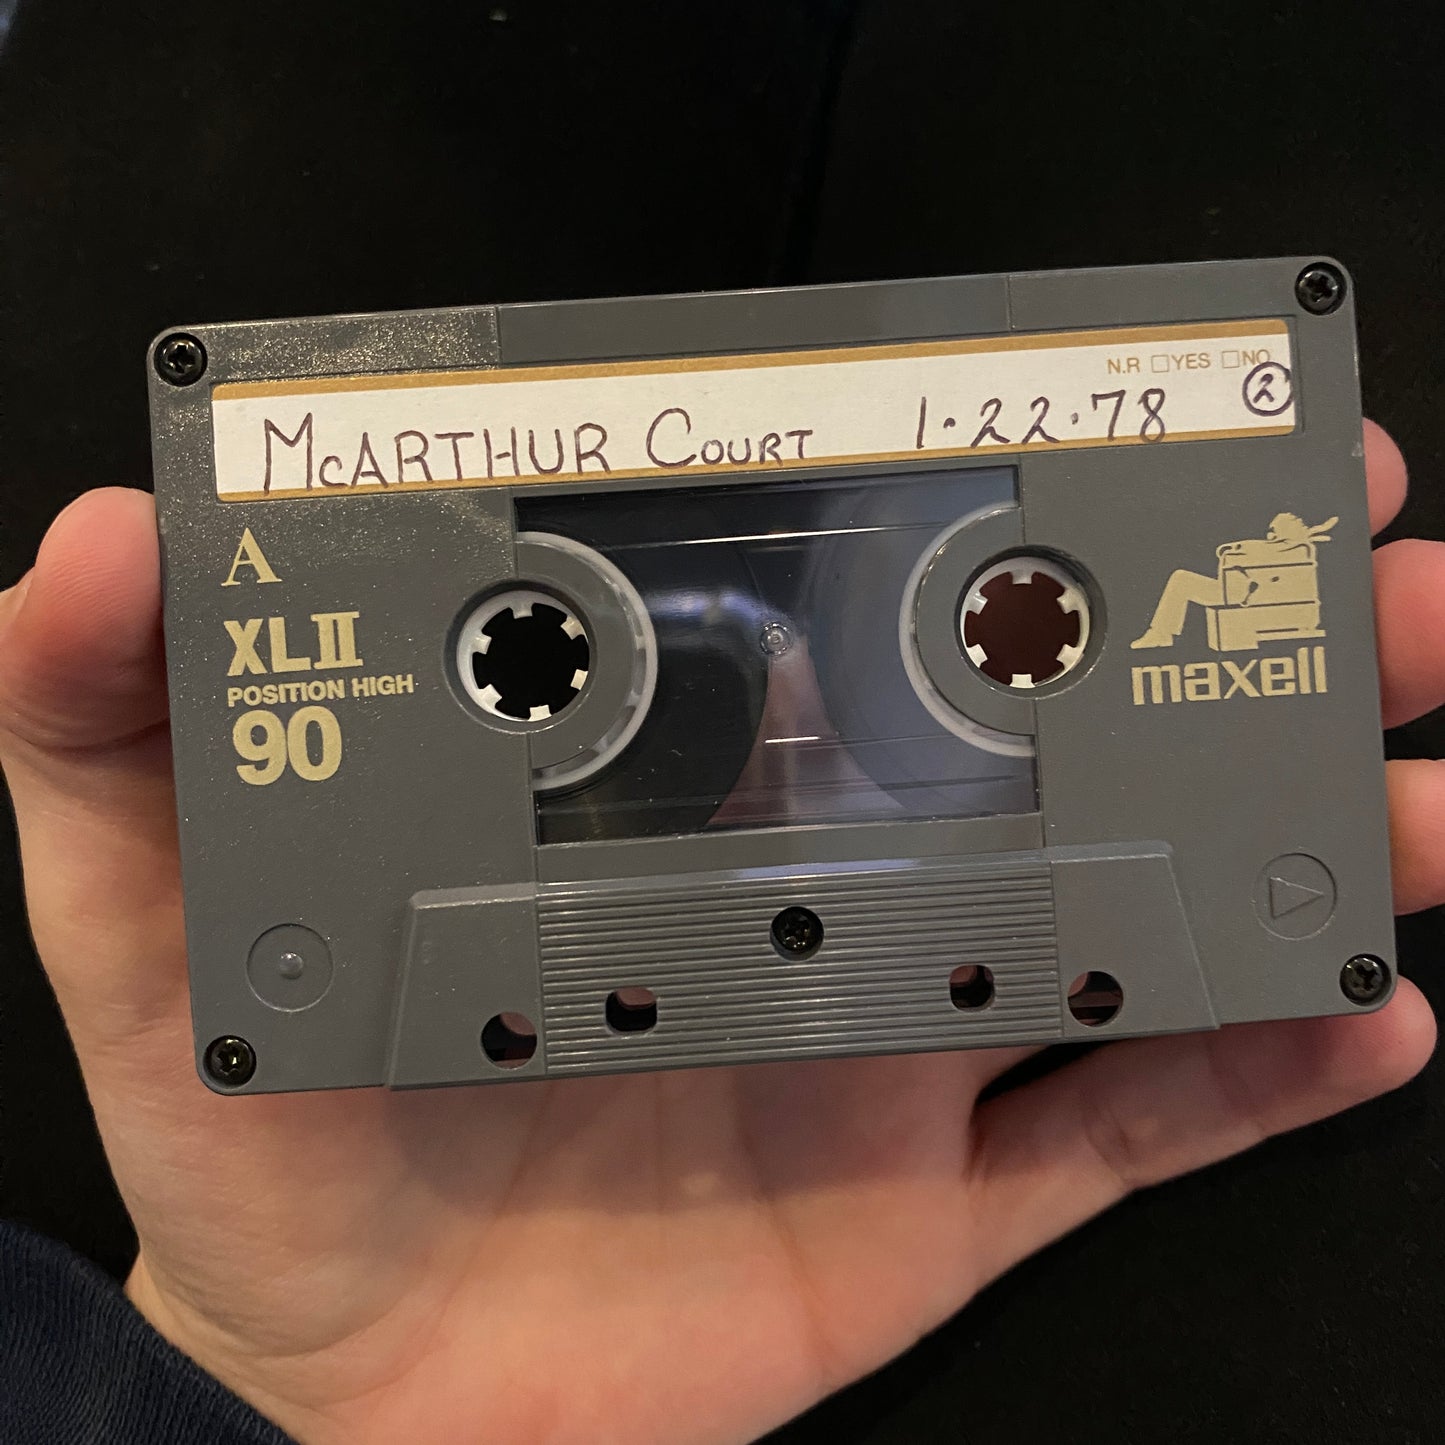 N.R □YES □NO
McARTHUR COURT 1·22·78 ②
A
XLII
POSITION HIGH
90
maxell